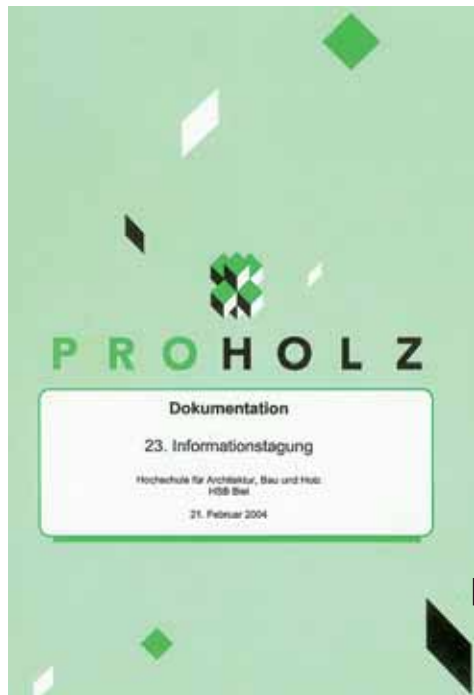 PROHOLZ
Dokumentation
23. Informationstagung
Hochschule für Architektur, Bau und Holz
HSB Biel
21. Februar 2004